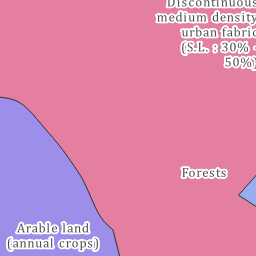 Discontinuous
medium density
urban fabric
(S.L. : 30% -
50%)
Forests
Arable land
(annual crops)